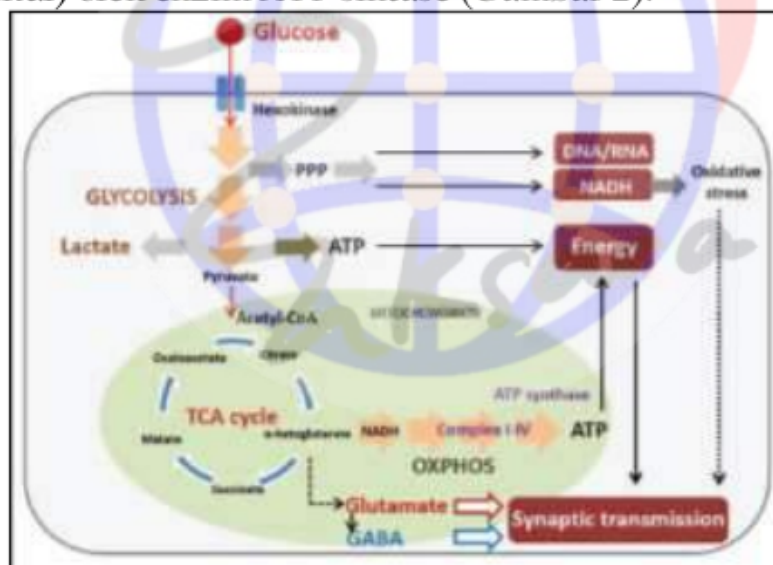 Glucose
Hexokinase
DNA/RNA
PPP
NADH
Oxidative
stress
GLYCOLYSIS
Lactate
ATP
Energy
Pyruvate
Acetyl-CoA
Oxaloacetate
Citrate
ATP synthase
TCA cycle
Malate
NADH
Complex I-IV
ATP
OXPHOS
Succinate
Glutamate
GABA
Synaptic transmission